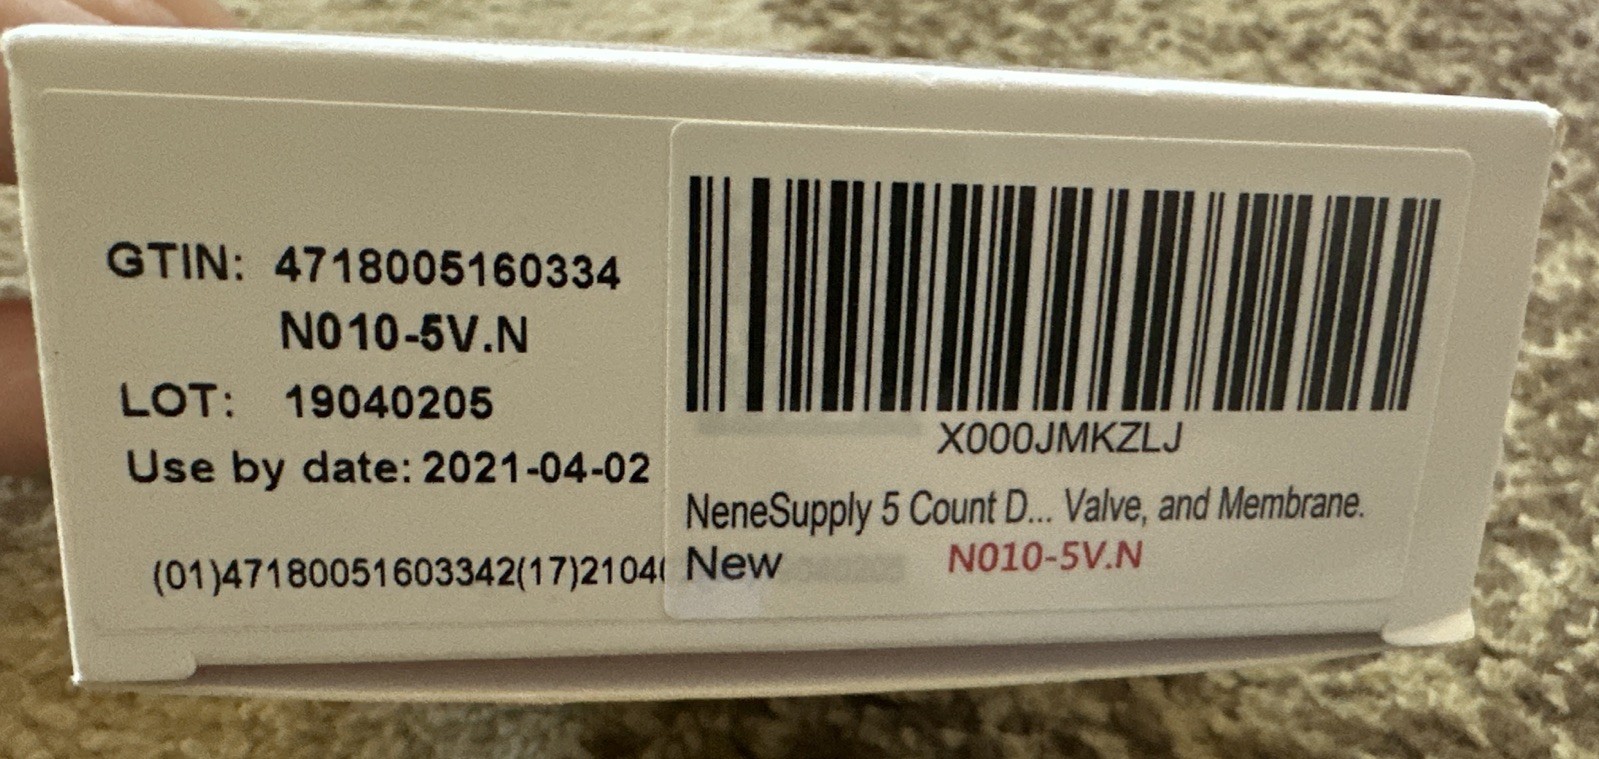 GTIN: 4718005160334
N010-5V.N
LOT: 19040205
Use by date: 2021-04-02
(01)47180051603342(17)2104
X000JMKZLJ
NeneSupply 5 Count D... Valve, and Membrane.
New N010-5V.N